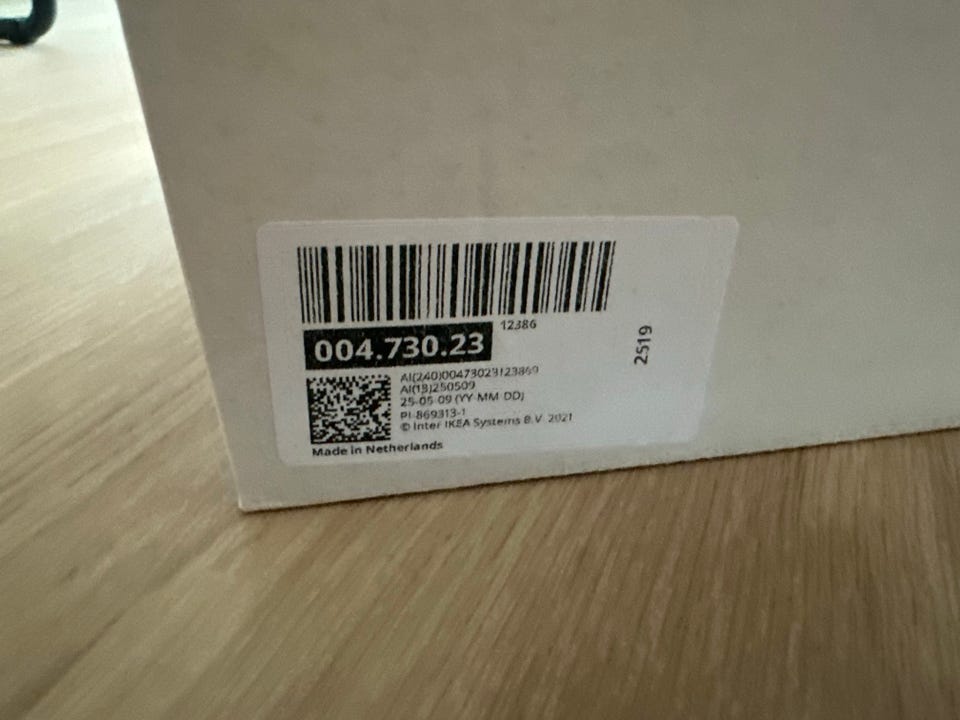 12386
004.730.23
2519
AI(240)00473023123869
AI(13)250509
25-05-09 (YY-MM-DD)
PI-869313-1
© Inter IKEA Systems B.V. 2021
Made in Netherlands